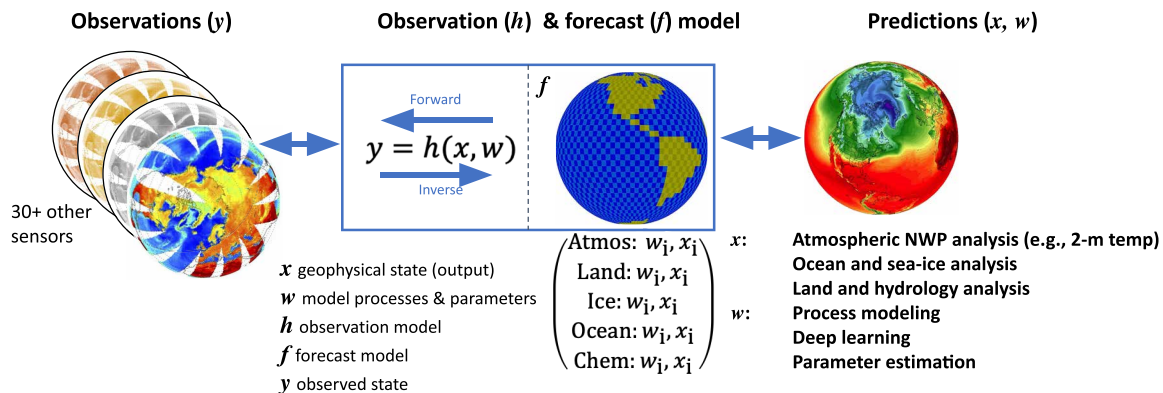 Observations (y)
Observation (h) & forecast (f) model
Predictions (x, w)
30+ other
sensors
Forward
y = h(x, w)
Inverse
f
x geophysical state (output)
w model processes & parameters
h observation model
f forecast model
y observed state
Atmos: wᵢ, xᵢ
Land: wᵢ, xᵢ
Ice: wᵢ, xᵢ
Ocean: wᵢ, xᵢ
Chem: wᵢ, xᵢ
x: Atmospheric NWP analysis (e.g., 2-m temp)
Ocean and sea-ice analysis
Land and hydrology analysis
w: Process modeling
Deep learning
Parameter estimation